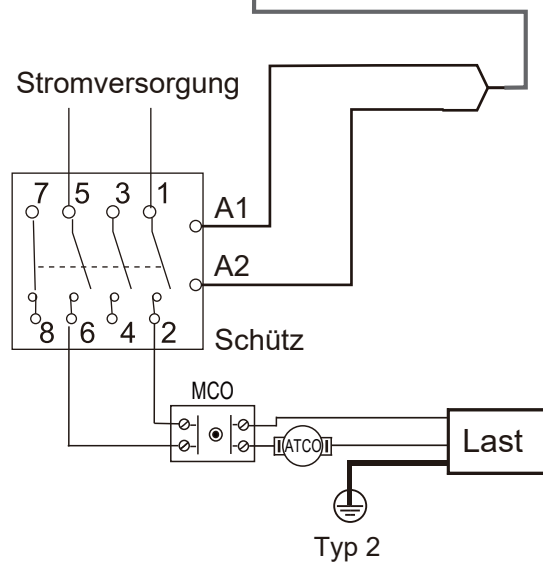 Stromversorgung
7 5 3 1
A1
A2
8 6 4 2
Schütz
MCO
ATCO
Last
Typ 2